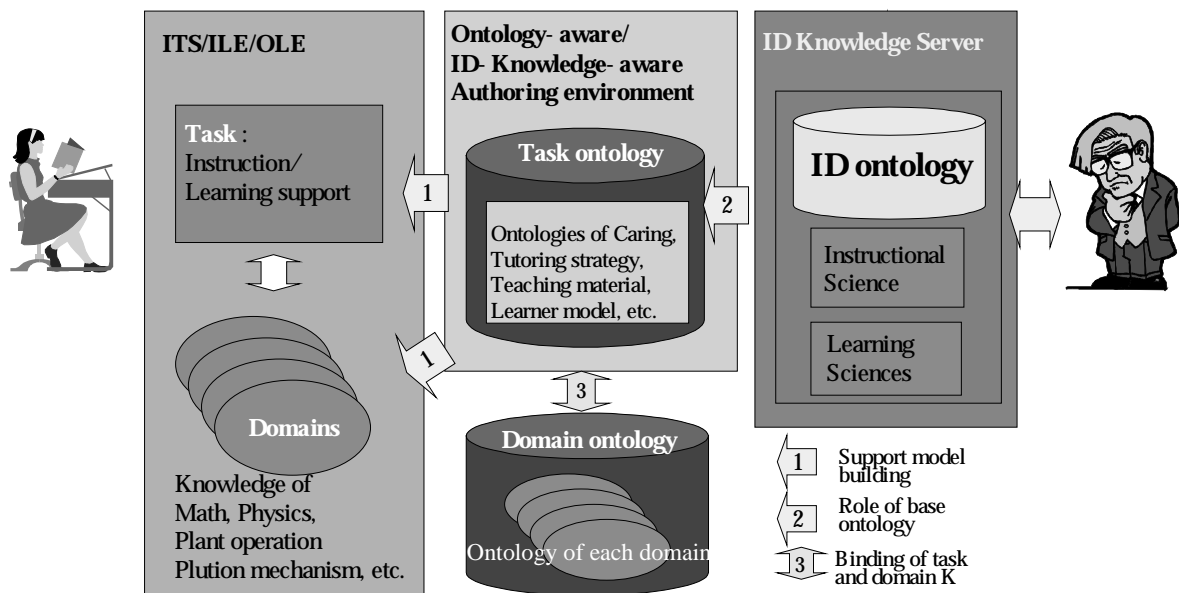 ITS/ILE/OLE
Task :
Instruction/
Learning support
Domains
Knowledge of
Math, Physics,
Plant operation
Plution mechanism, etc.
1
1
Ontology- aware/
ID- Knowledge- aware
Authoring environment
Task ontology
Ontologies of Caring,
Tutoring strategy,
Teaching material,
Learner model, etc.
2
3
Domain ontology
Ontology of each domain
ID Knowledge Server
ID ontology
Instructional
Science
Learning
Sciences
1 Support model
building
2 Role of base
ontology
3 Binding of task
and domain K